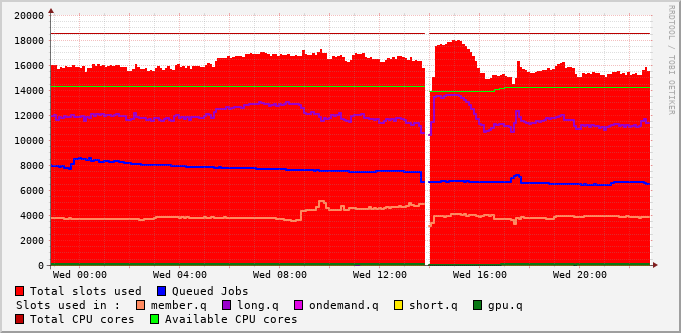 20000
18000
16000
14000
12000
10000
8000
6000
4000
2000
0
Wed 00:00 Wed 04:00 Wed 08:00 Wed 12:00 Wed 16:00 Wed 20:00
Total slots used Queued Jobs
Slots used in : member.q long.q ondemand.q short.q gpu.q
Total CPU cores Available CPU cores
RRDTOOL / TOBI OETIKER